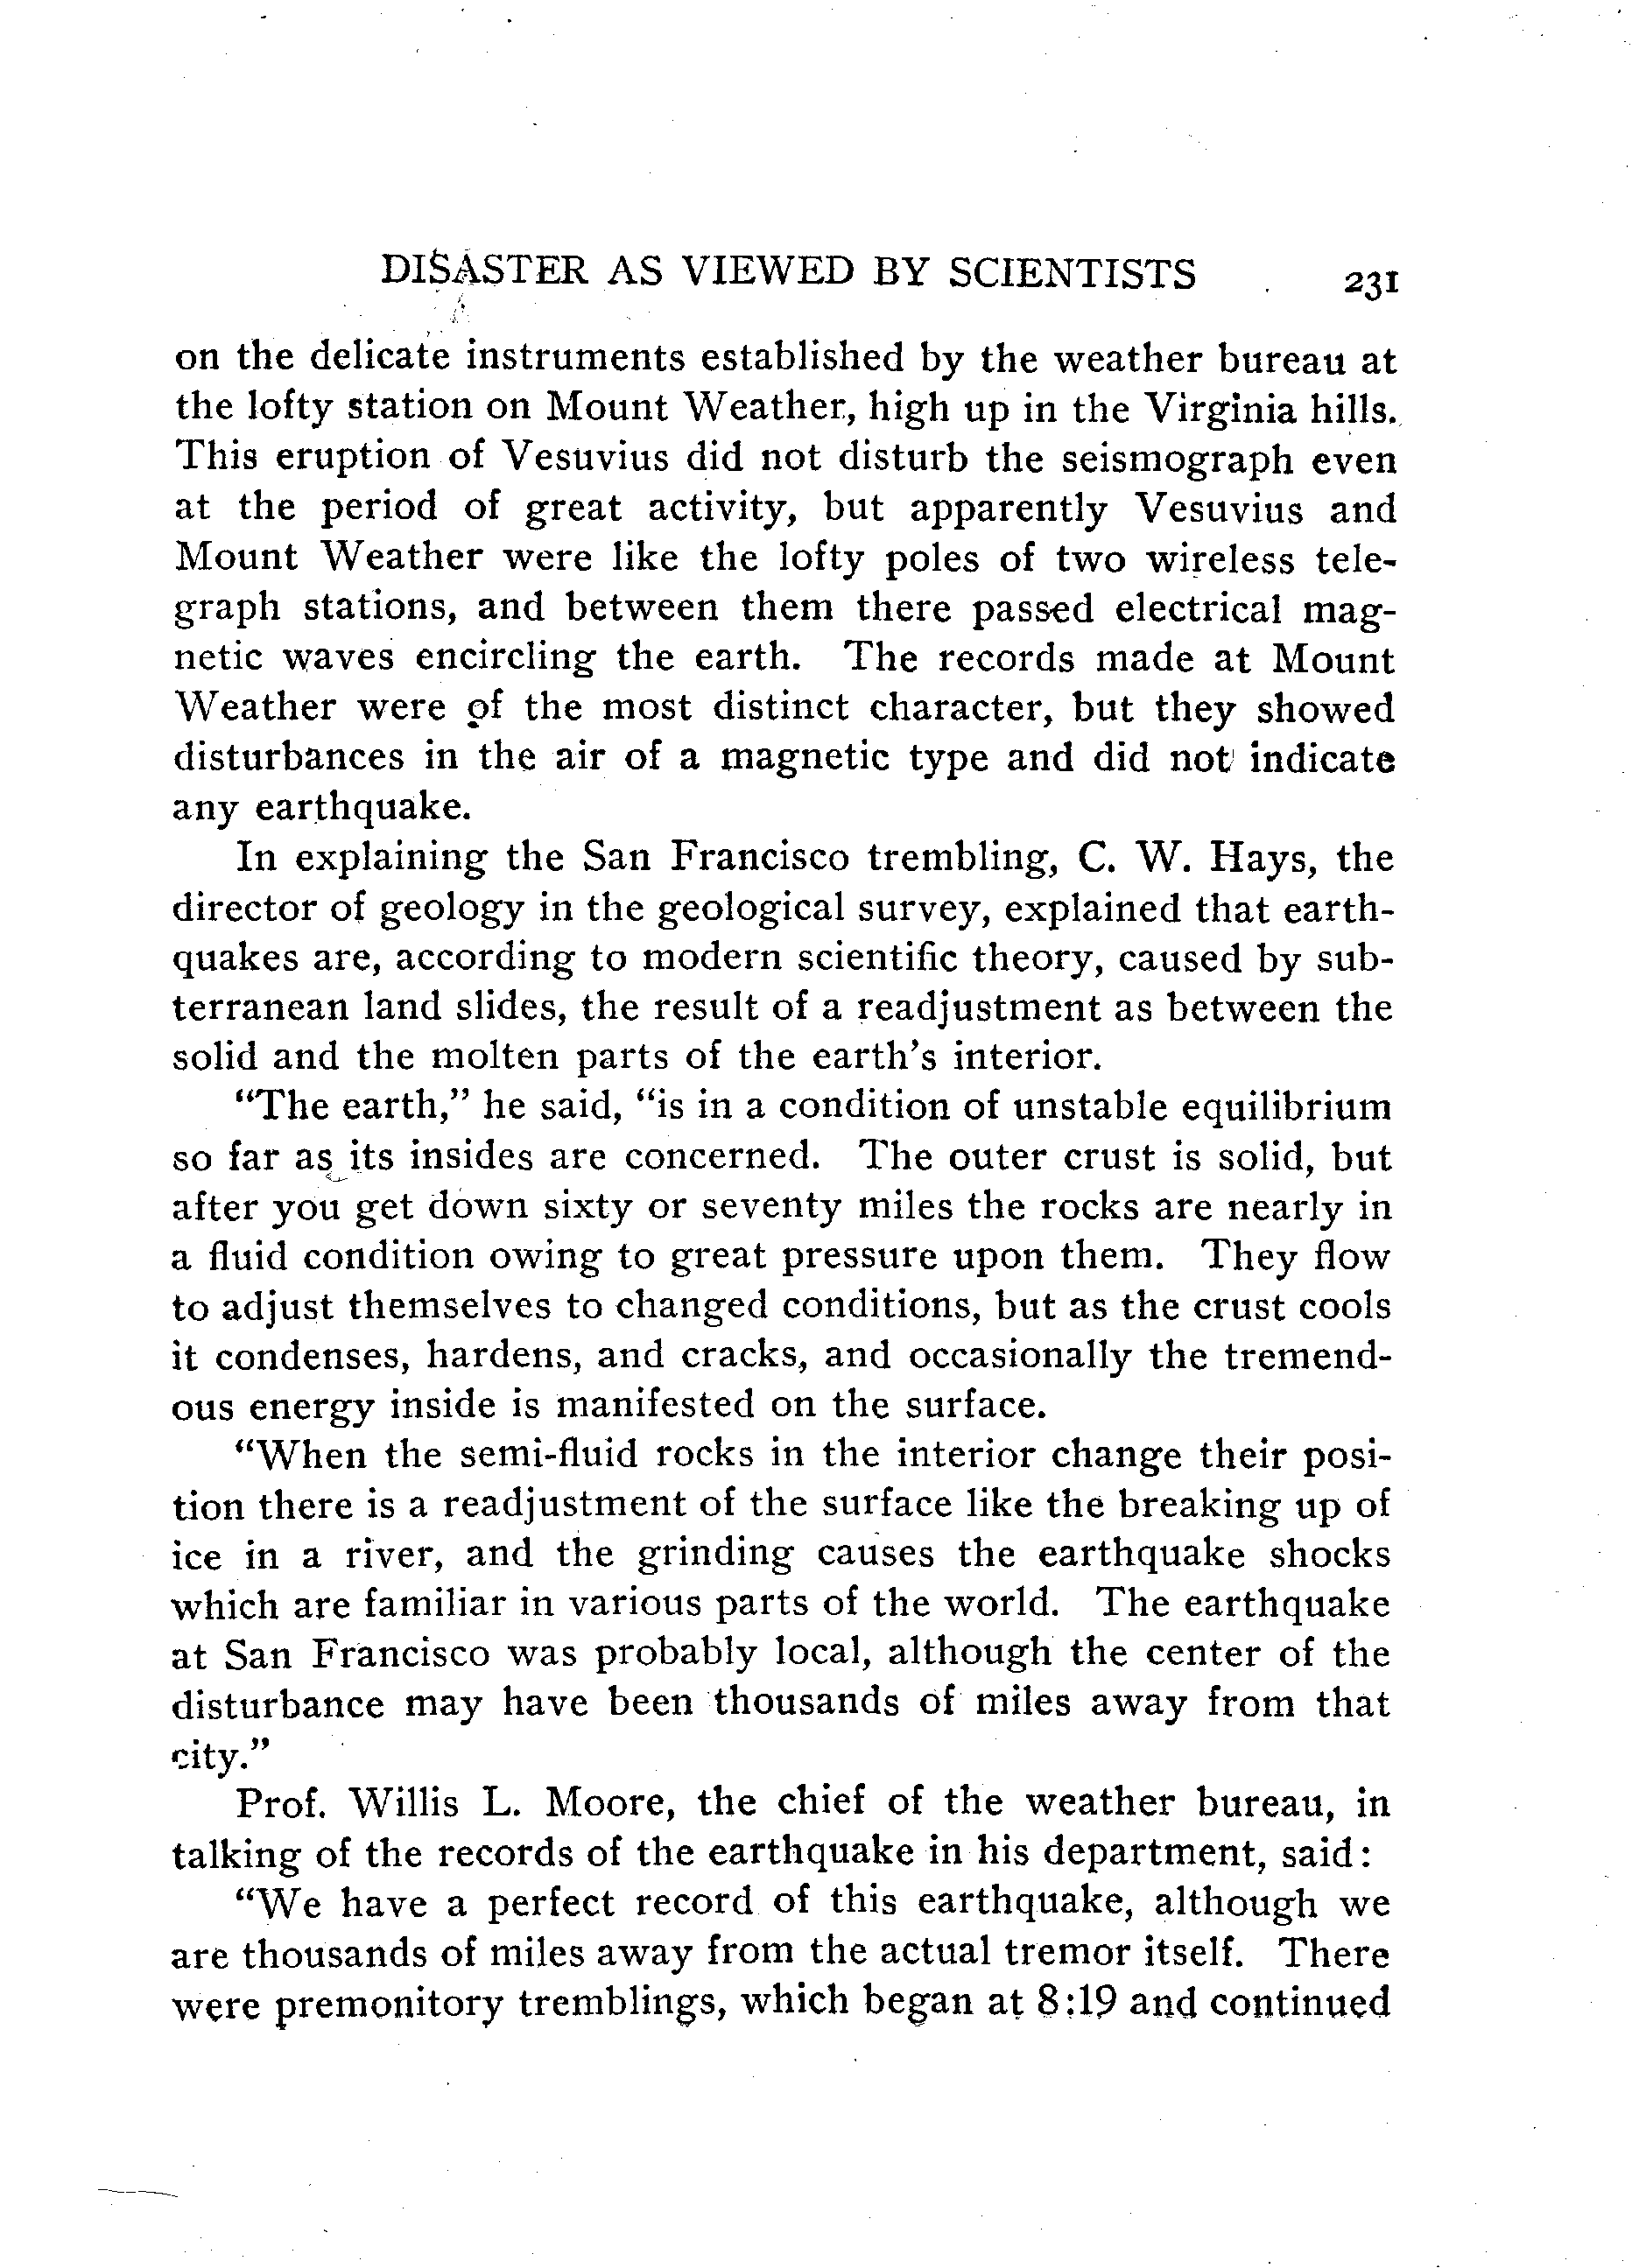 DISASTER AS VIEWED BY SCIENTISTS 231
on the delicate instruments established by the weather bureau at
the lofty station on Mount Weather, high up in the Virginia hills.
This eruption of Vesuvius did not disturb the seismograph even
at the period of great activity, but apparently Vesuvius and
Mount Weather were like the lofty poles of two wireless tele-
graph stations, and between them there passed electrical mag-
netic waves encircling the earth. The records made at Mount
Weather were of the most distinct character, but they showed
disturbances in the air of a magnetic type and did not indicate
any earthquake.
In explaining the San Francisco trembling, C. W. Hays, the
director of geology in the geological survey, explained that earth-
quakes are, according to modern scientific theory, caused by sub-
terranean land slides, the result of a readjustment as between the
solid and the molten parts of the earth's interior.
"The earth," he said, "is in a condition of unstable equilibrium
so far as its insides are concerned. The outer crust is solid, but
after you get down sixty or seventy miles the rocks are nearly in
a fluid condition owing to great pressure upon them. They flow
to adjust themselves to changed conditions, but as the crust cools
it condenses, hardens, and cracks, and occasionally the tremend-
ous energy inside is manifested on the surface.
"When the semi-fluid rocks in the interior change their posi-
tion there is a readjustment of the surface like the breaking up of
ice in a river, and the grinding causes the earthquake shocks
which are familiar in various parts of the world. The earthquake
at San Francisco was probably local, although the center of the
disturbance may have been thousands of miles away from that
city."
Prof. Willis L. Moore, the chief of the weather bureau, in
talking of the records of the earthquake in his department, said:
"We have a perfect record of this earthquake, although we
are thousands of miles away from the actual tremor itself. There
were premonitory tremblings, which began at 8:19 and continued